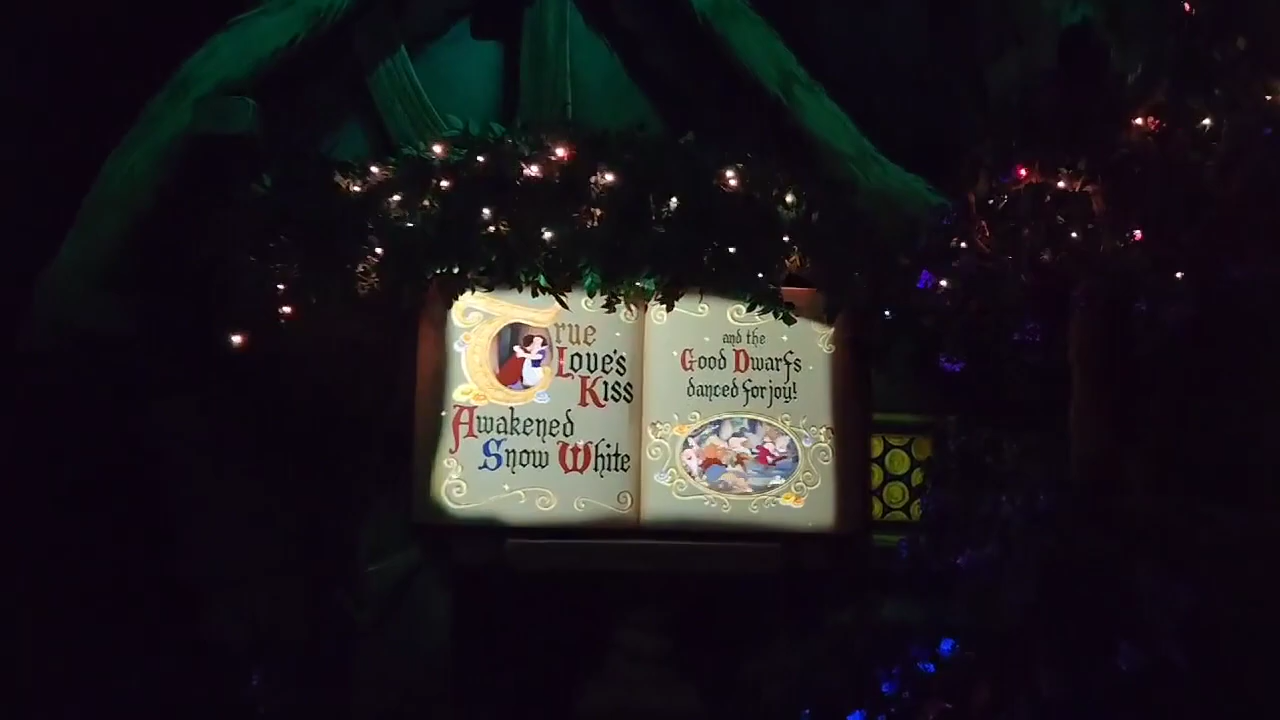 True
Love's
Kiss
Awakened
Snow White
and the
Good Dwarfs
danced for joy!